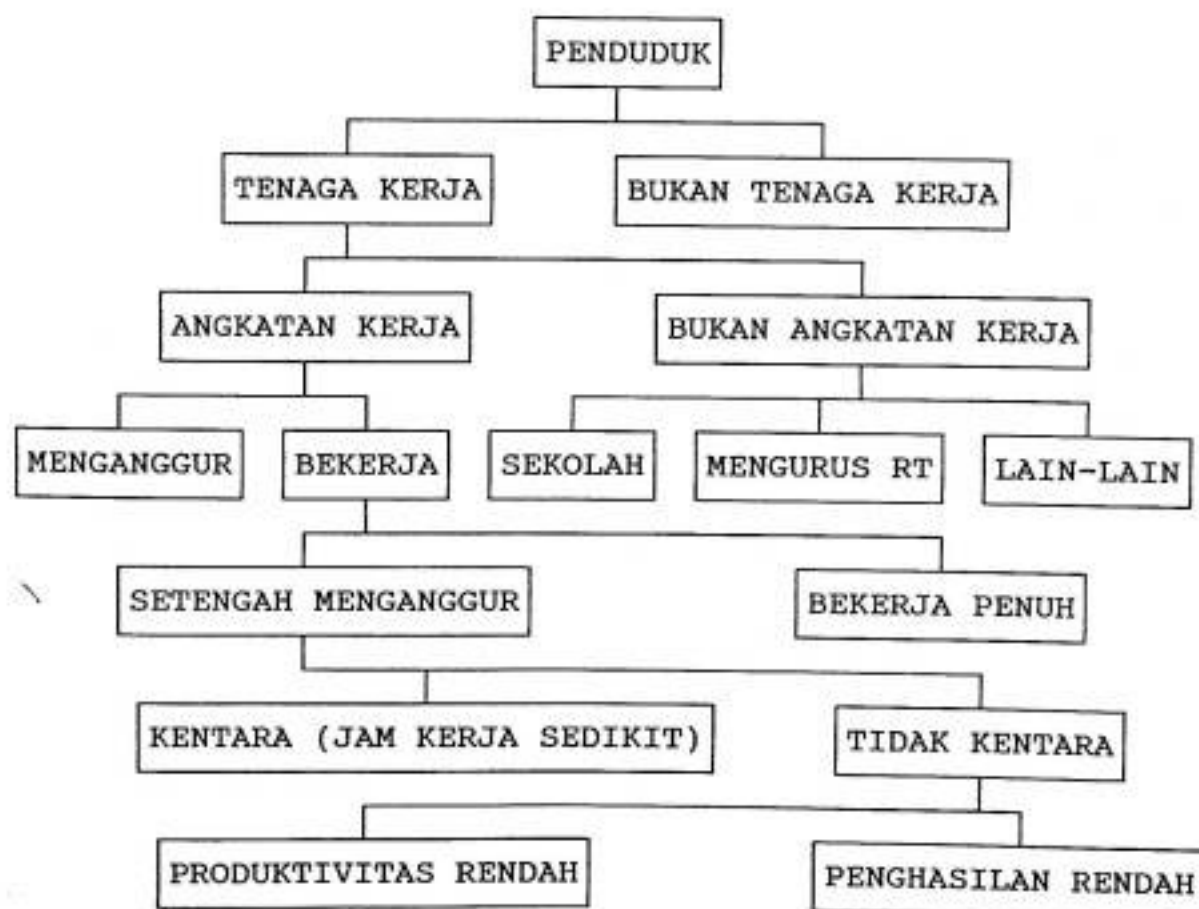 PENDUDUK
TENAGA KERJA
BUKAN TENAGA KERJA
ANGKATAN KERJA
BUKAN ANGKATAN KERJA
MENGANGGUR
BEKERJA
SEKOLAH
MENGURUS RT
LAIN-LAIN
SETENGAH MENGANGGUR
BEKERJA PENUH
KENTARA (JAM KERJA SEDIKIT)
TIDAK KENTARA
PRODUKTIVITAS RENDAH
PENGHASILAN RENDAH